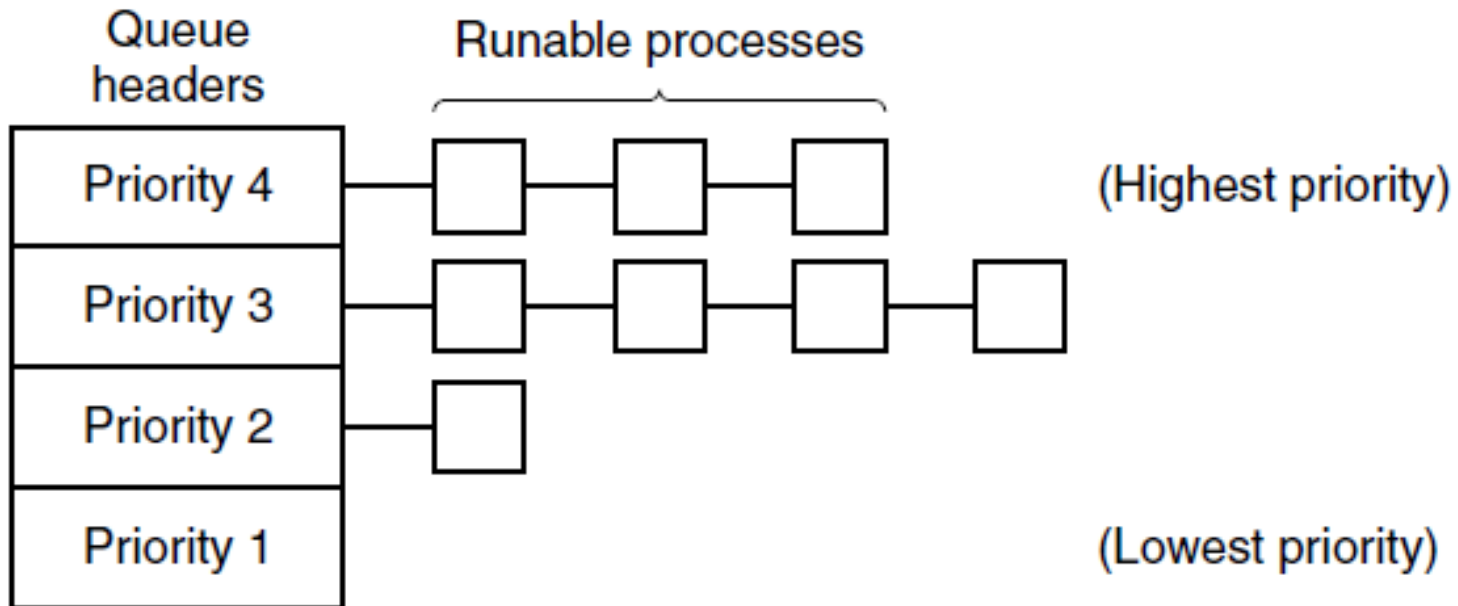 Queue
headers
Runable processes
Priority 4
(Highest priority)
Priority 3
Priority 2
Priority 1
(Lowest priority)